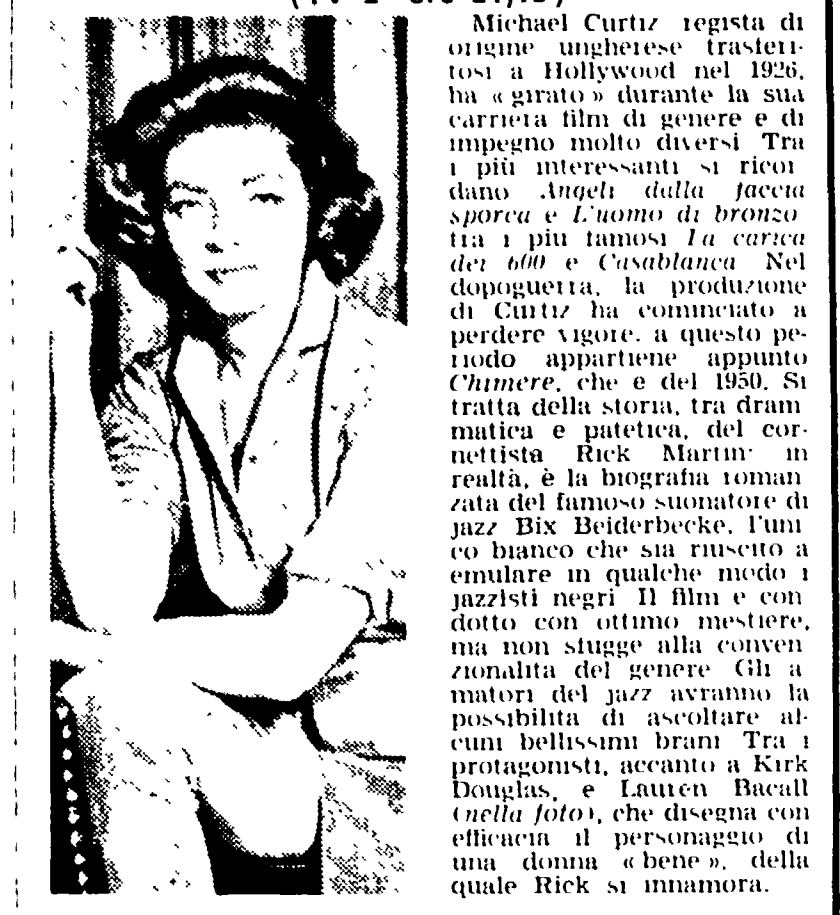 Michael Curtiz regista di
origine ungherese trasferi-
tosi a Hollywood nel 1926,
ha «girato» durante la sua
carriera film di genere e di
impegno molto diversi Tra
i più interessanti si ricor
dano Angeli dalla faccia
sporca e L'uomo di bronzo
tra i più famosi La carica
dei 600 e Casablanca Nel
dopoguerra, la produzione
di Curtiz ha cominciato a
perdere vigore. a questo pe-
riodo appartiene appunto
Chimere, che e del 1950. Si
tratta della storia, tra dram
matica e patetica, del cor-
nettista Rick Martin: in
realtà, è la biografia roman
zata del famoso suonatore di
jazz Bix Beiderbecke, l'uni
co bianco che sia riuscito a
emulare in qualche modo i
jazzisti negri Il film e con
dotto con ottimo mestiere,
ma non sfugge alla conven
zionalita del genere Gli a
matori del jazz avranno la
possibilita di ascoltare al-
cuni bellissimi brani Tra i
protagonisti, accanto a Kirk
Douglas, e Lauren Bacall
(nella foto), che disegna con
efficacia il personaggio di
una donna «bene», della
quale Rick si innamora.